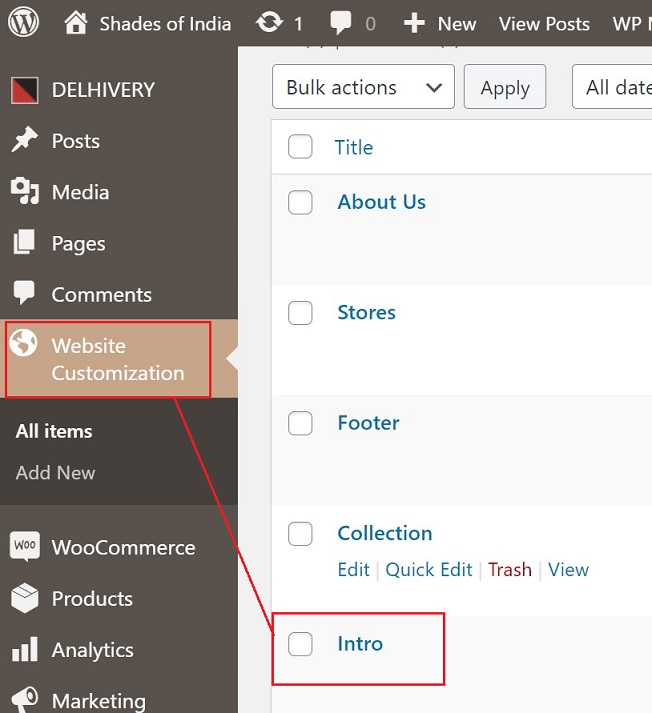 Shades of India 1 0 New View Posts WP
DELHIVERY
Posts
Media
Pages
Comments
Website
Customization
All items
Add New
WOO WooCommerce
Products
Analytics
Marketing
Bulk actions Apply All date
Title
About Us
Stores
Footer
Collection
Edit | Quick Edit | Trash | View
Intro